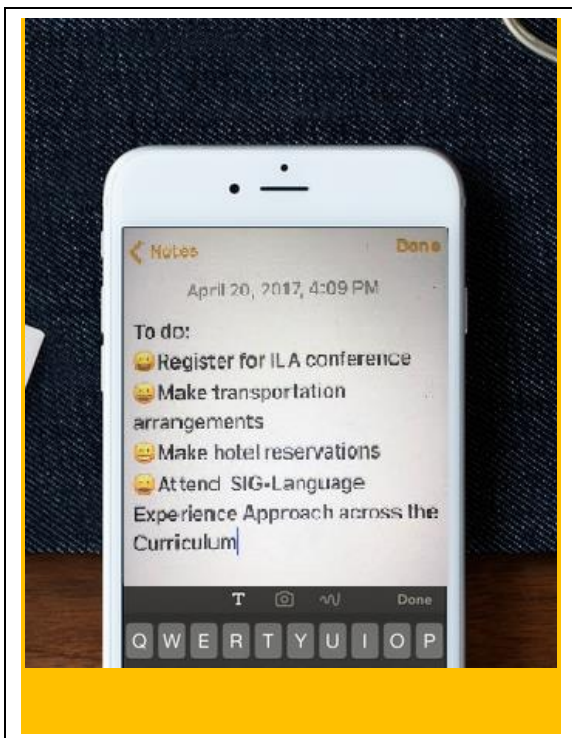 Notes
Done
April 20, 2017, 4:09 PM
To do:
😀Register for ILA conference
😀Make transportation
arrangements
😀Make hotel reservations
😀Attend SIG-Language
Experience Approach across the
Curriculum
T
Done
Q W E R T Y U I O P